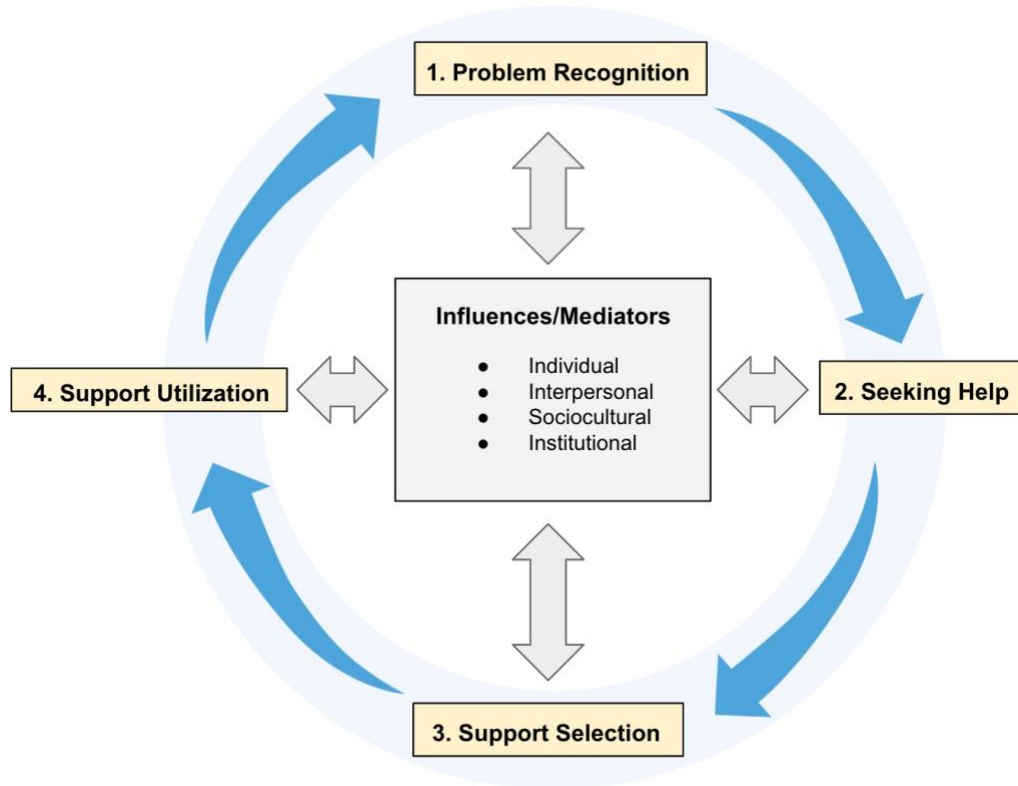 1. Problem Recognition
Influences/Mediators
● Individual
● Interpersonal
● Sociocultural
● Institutional
4. Support Utilization
2. Seeking Help
3. Support Selection